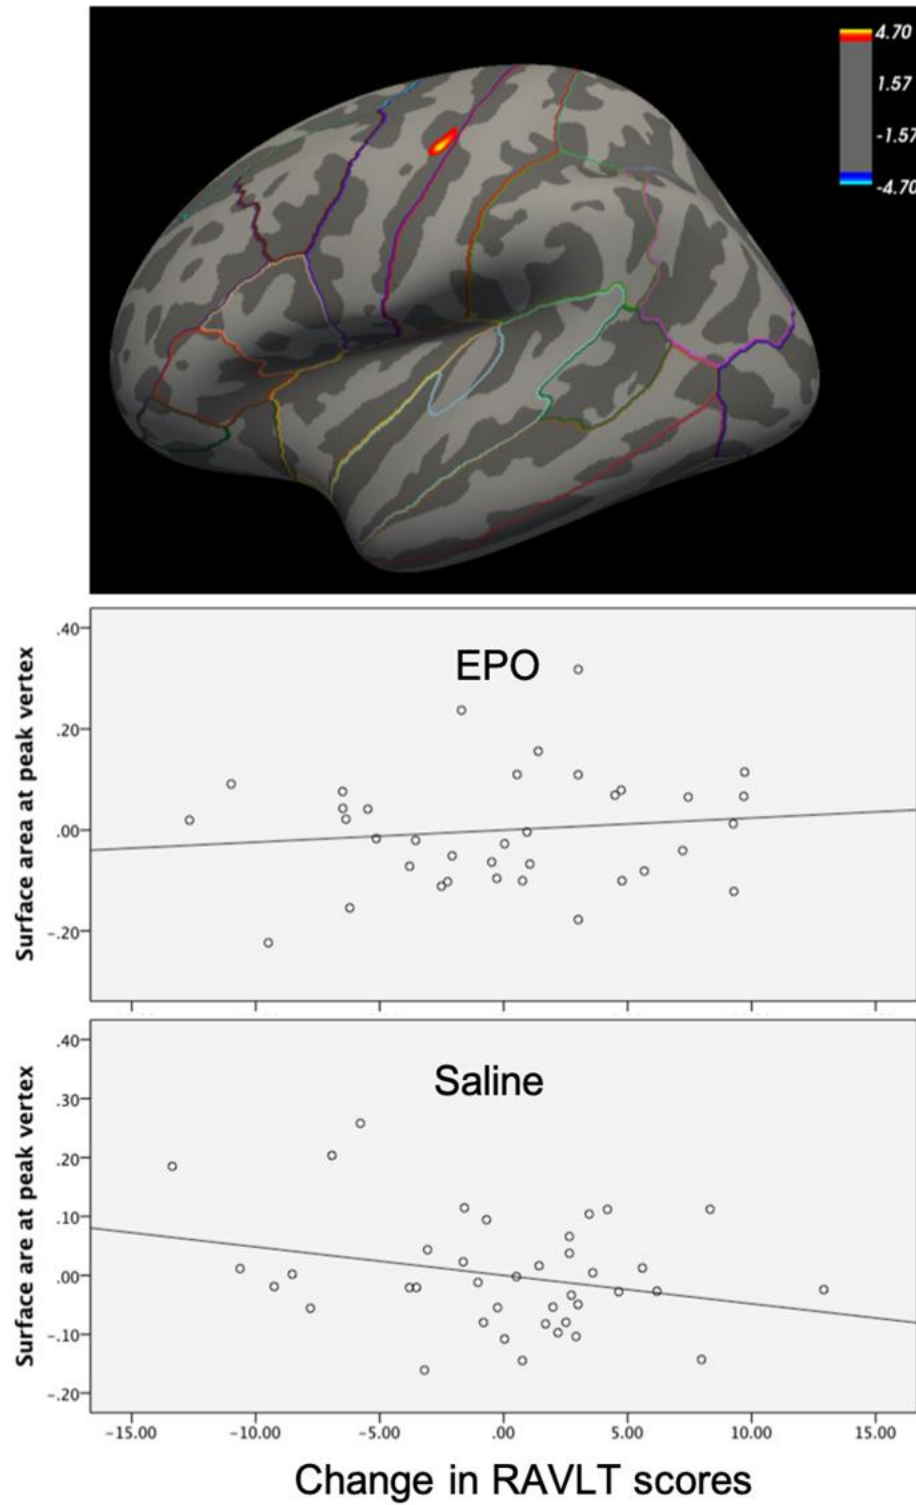 4.70
1.57
-1.57
-4.70
EPO
Surface area at peak vertex
.40
.20
.00
-.20
Saline
Surface are at peak vertex
.40
.30
.20
.10
.00
-.10
-.20
-15.00 -10.00 -5.00 .00 5.00 10.00 15.00
Change in RAVLT scores